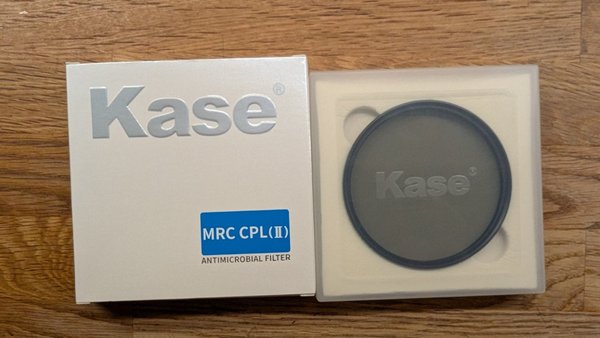 Kase®
MRC CPL(Ⅱ)
ANTIMICROBIAL FILTER
Kase®